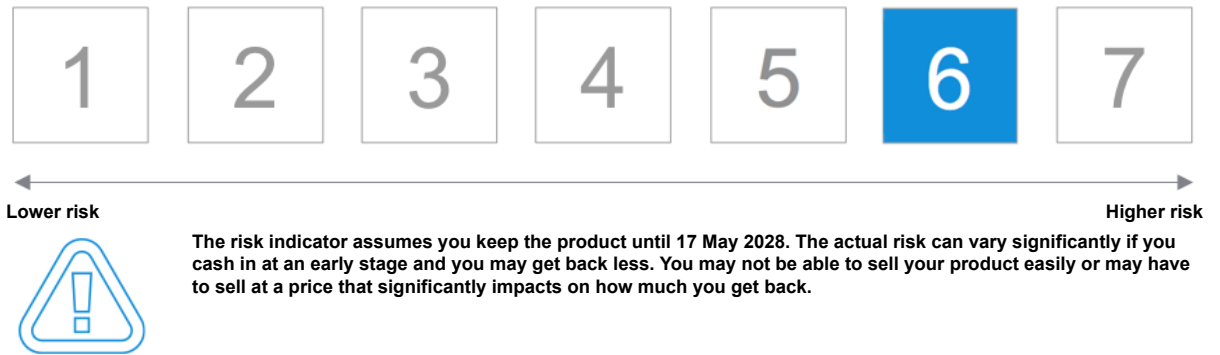 1 2 3 4 5 6 7
Lower risk Higher risk
The risk indicator assumes you keep the product until 17 May 2028. The actual risk can vary significantly if you
cash in at an early stage and you may get back less. You may not be able to sell your product easily or may have
to sell at a price that significantly impacts on how much you get back.